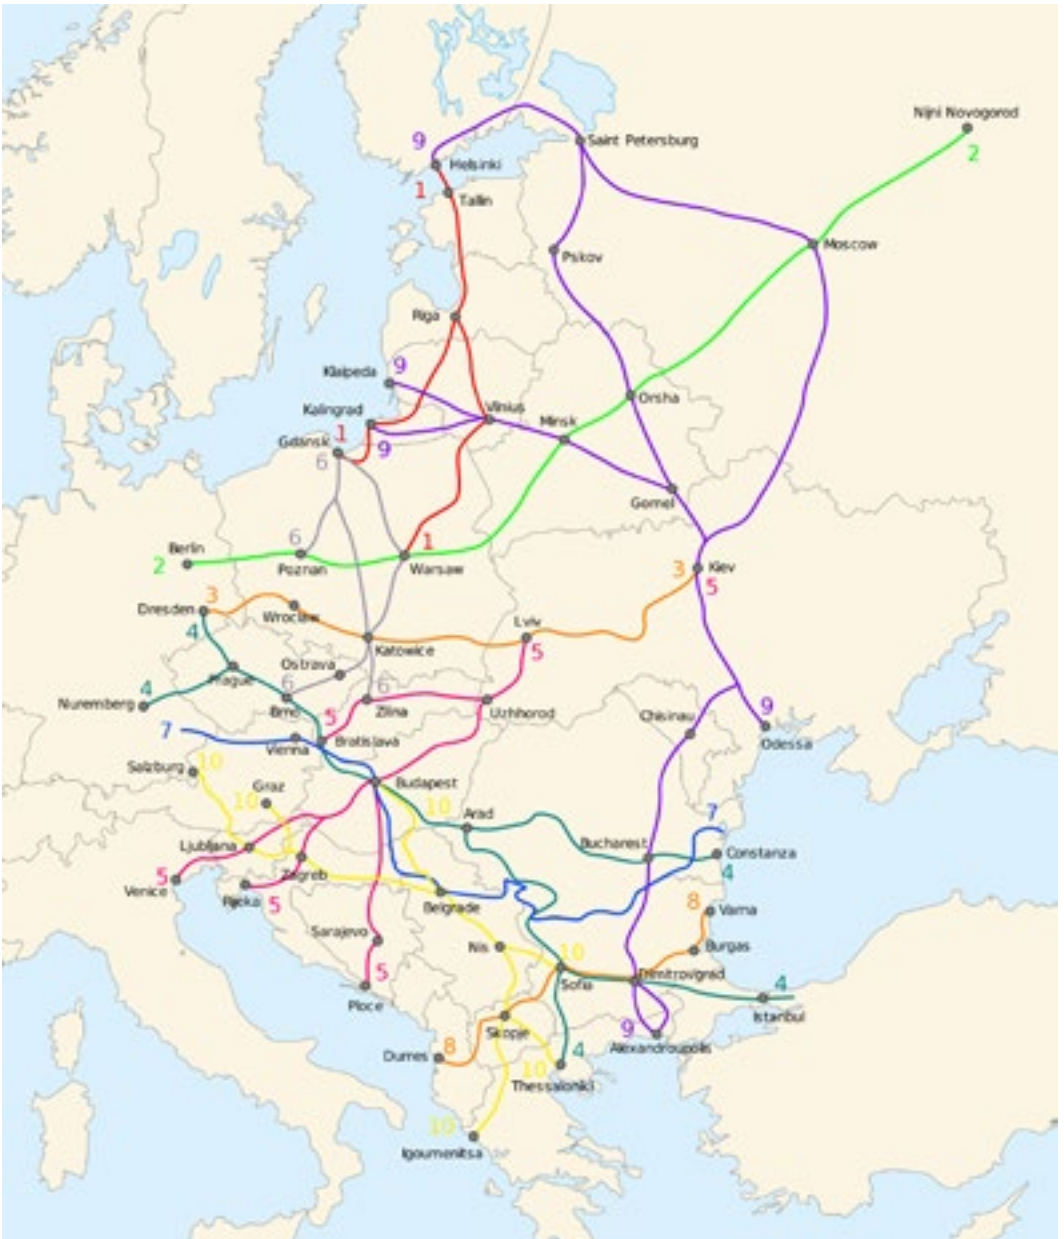 Nijni Novogorod
2
9
Saint Petersburg
Helsinki
1
Tallin
Moscow
Pskov
Riga
Klaipeda
9
Orsha
Kalingrad
Vilnius
Minsk
Gdansk
1
9
6
Gomel
6
1
Berlin
2
Poznan
Warsaw
3
Kiev
5
Dresden
3
Wroclaw
Lviv
4
Katowice
5
Ostrava
Prague
4
6
6
Nuremberg
Brno
Zilina
Uzhhorod
5
Chisinau
9
7
Vienna
Bratislava
Odessa
Salzburg
10
Graz
Budapest
10
10
Arad
7
Ljubljana
Bucharest
Constanza
Zagreb
4
5
Venice
Rijeka
5
Belgrade
8
Varna
Sarajevo
Nis
10
Burgas
5
Sofia
Dimitrovgrad
4
Ploce
Istanbul
Skopje
9
Alexandroupolis
Durres
8
4
10
Thessaloniki
10
Igoumenitsa